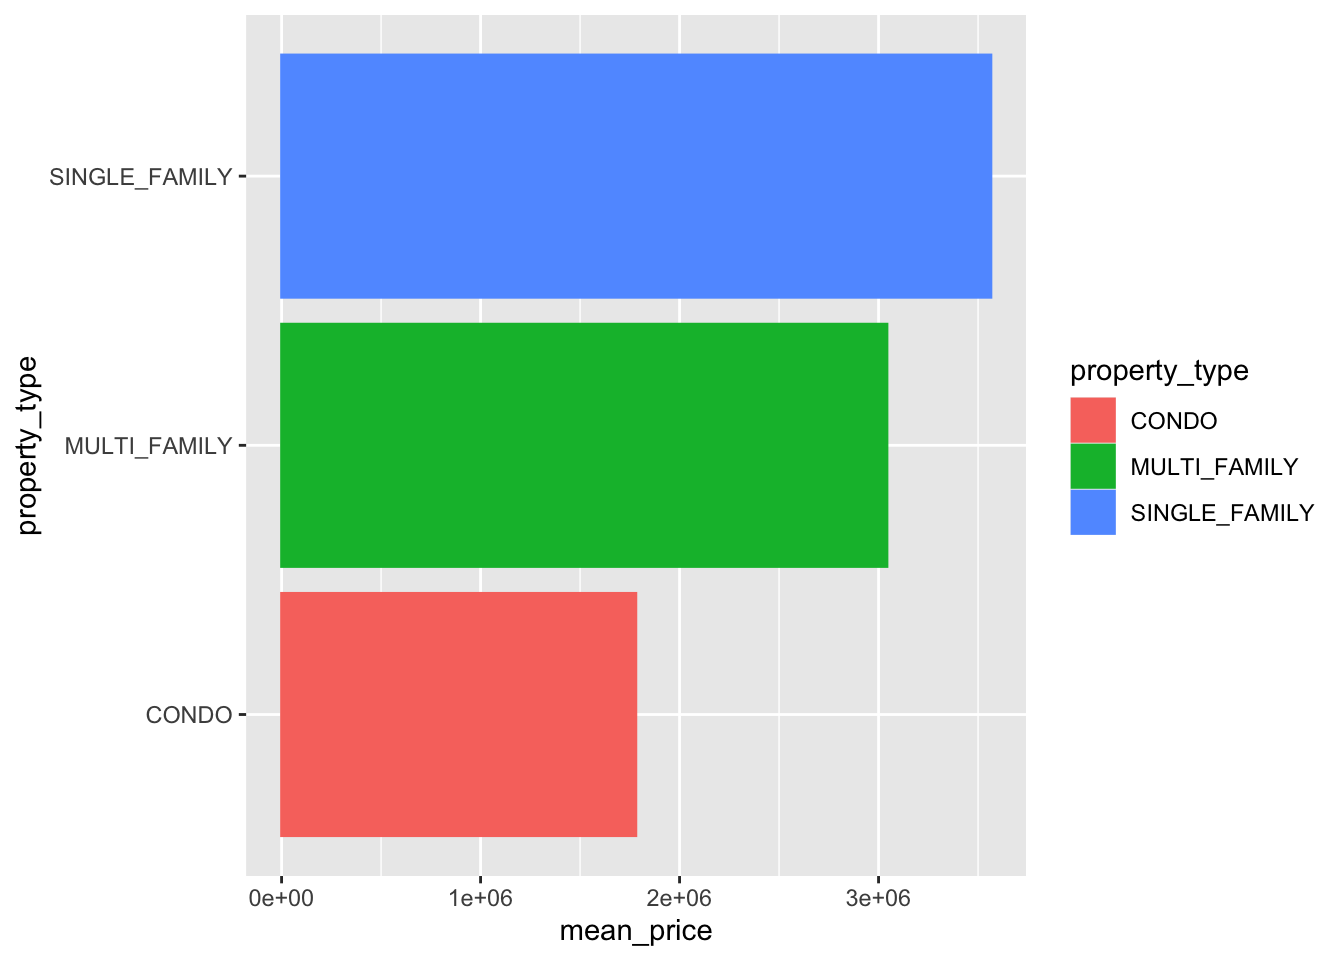 SINGLE_FAMILY
MULTI_FAMILY
CONDO
property_type
0e+00
1e+06
2e+06
3e+06
mean_price
property_type
CONDO
MULTI_FAMILY
SINGLE_FAMILY